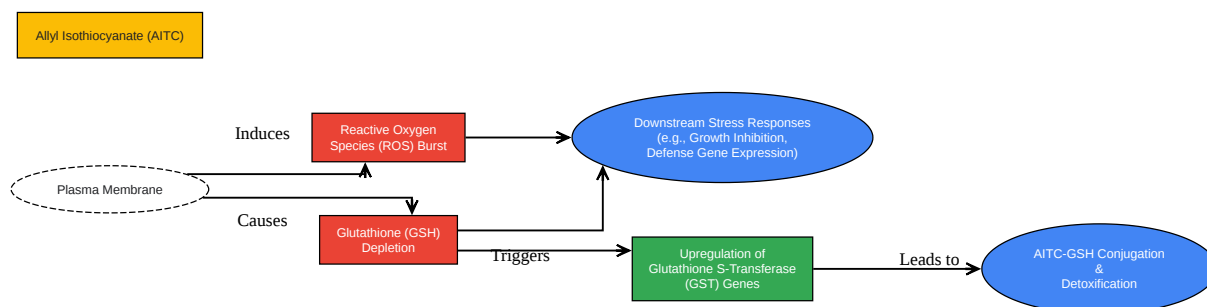 Allyl Isothiocyanate (AITC)
Induces
Reactive Oxygen
Species (ROS) Burst
Downstream Stress Responses
(e.g., Growth Inhibition,
Defense Gene Expression)
Plasma Membrane
Causes
Glutathione (GSH)
Depletion
Triggers
Upregulation of
Glutathione S-Transferase
(GST) Genes
Leads to
AITC-GSH Conjugation
&
Detoxification